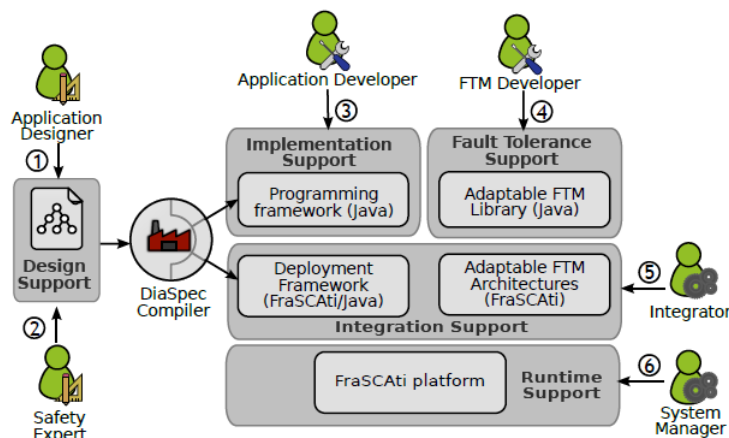 Application Developer
FTM Developer
Application
Designer
③
④
①
Implementation
Support
Fault Tolerance
Support
Programming
framework (Java)
Adaptable FTM
Library (Java)
Design
Support
DiaSpec
Compiler
Deployment
Framework
(FraSCAti/Java)
Adaptable FTM
Architectures
(FraSCAti)
⑤
Integration Support
Integrator
②
FraSCAti platform
Runtime
Support
⑥
Safety
Expert
System
Manager